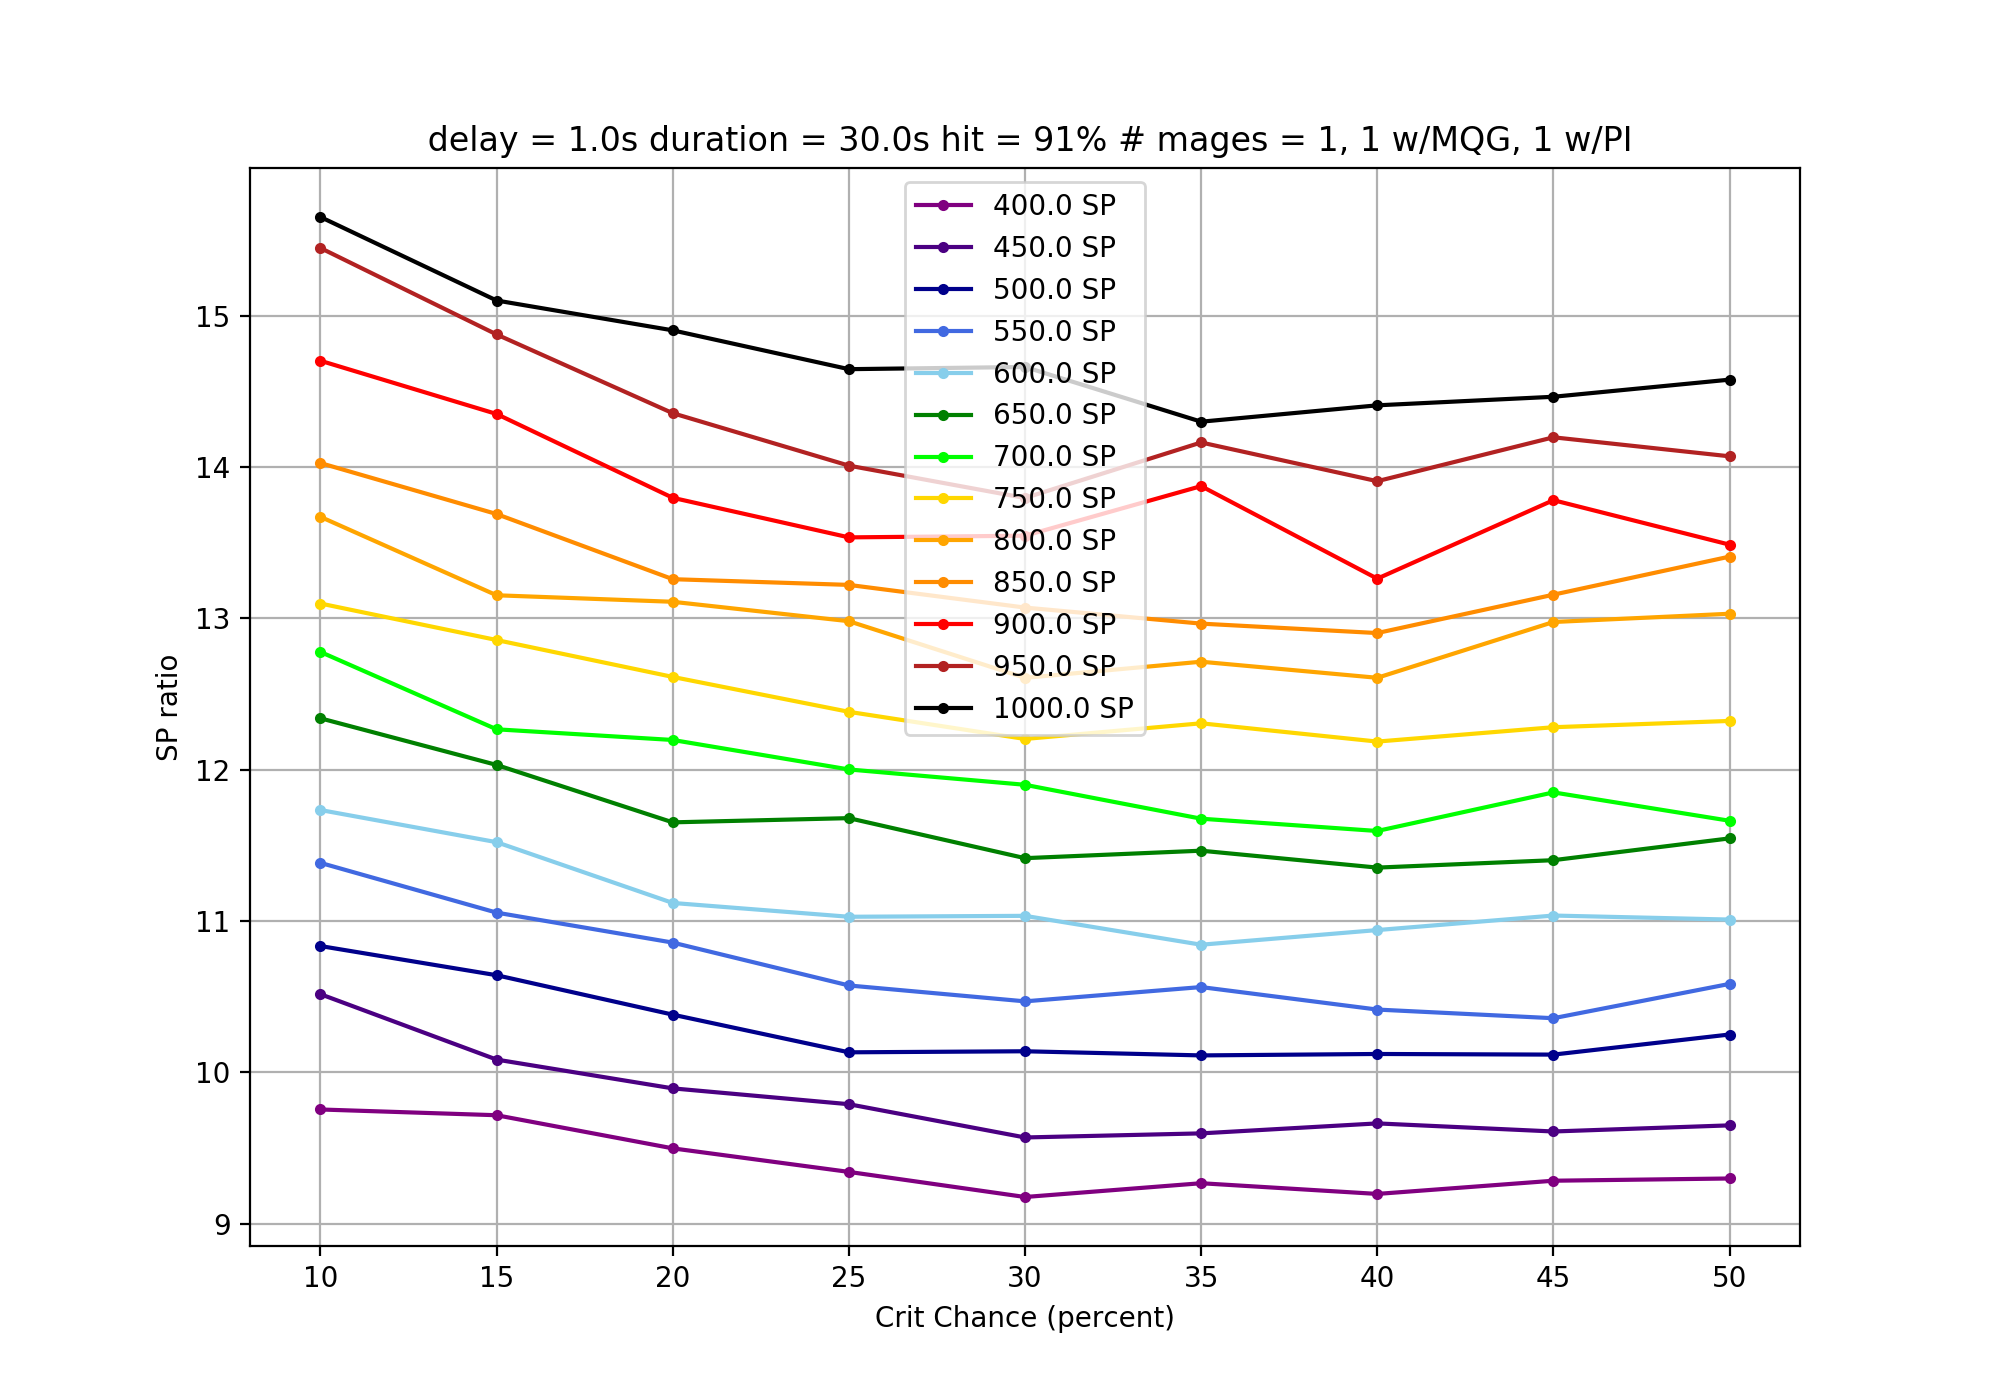 delay = 1.0s duration = 30.0s hit = 91% # mages = 1, 1 w/MQG, 1 w/PI
400.0 SP
450.0 SP
500.0 SP
550.0 SP
600.0 SP
650.0 SP
700.0 SP
750.0 SP
800.0 SP
850.0 SP
900.0 SP
950.0 SP
1000.0 SP
SP ratio
15
14
13
12
11
10
9
10 15 20 25 30 35 40 45 50
Crit Chance (percent)